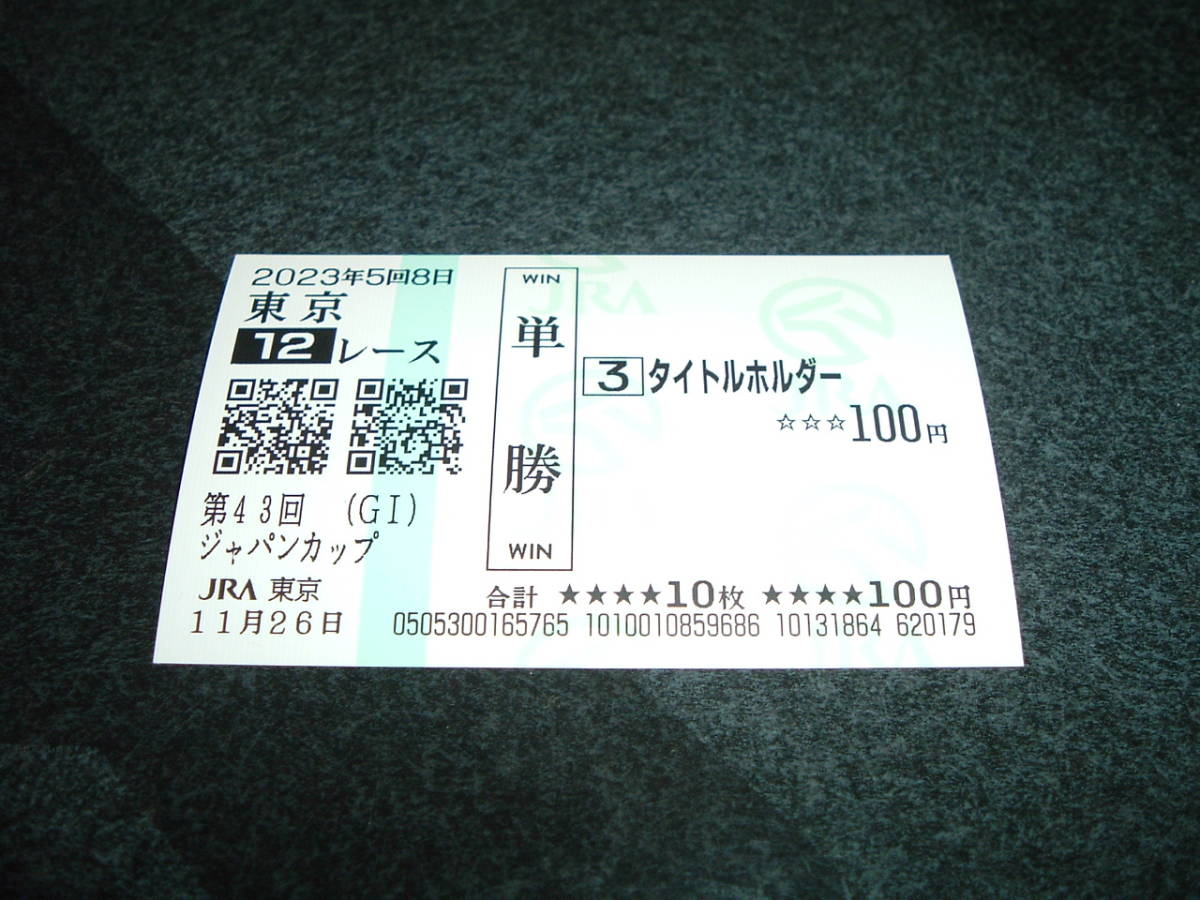 2023年5回8日
東京
12レース
第43回 (GI)
ジャパンカップ
JRA 東京
11月26日
WIN
単
勝
WIN
3 タイトルホルダー
☆☆☆100円
合計 ★★★★10枚 ★★★★100円
0505300165765 1010010859686 10131864 620179
JRA
JRA
JRA